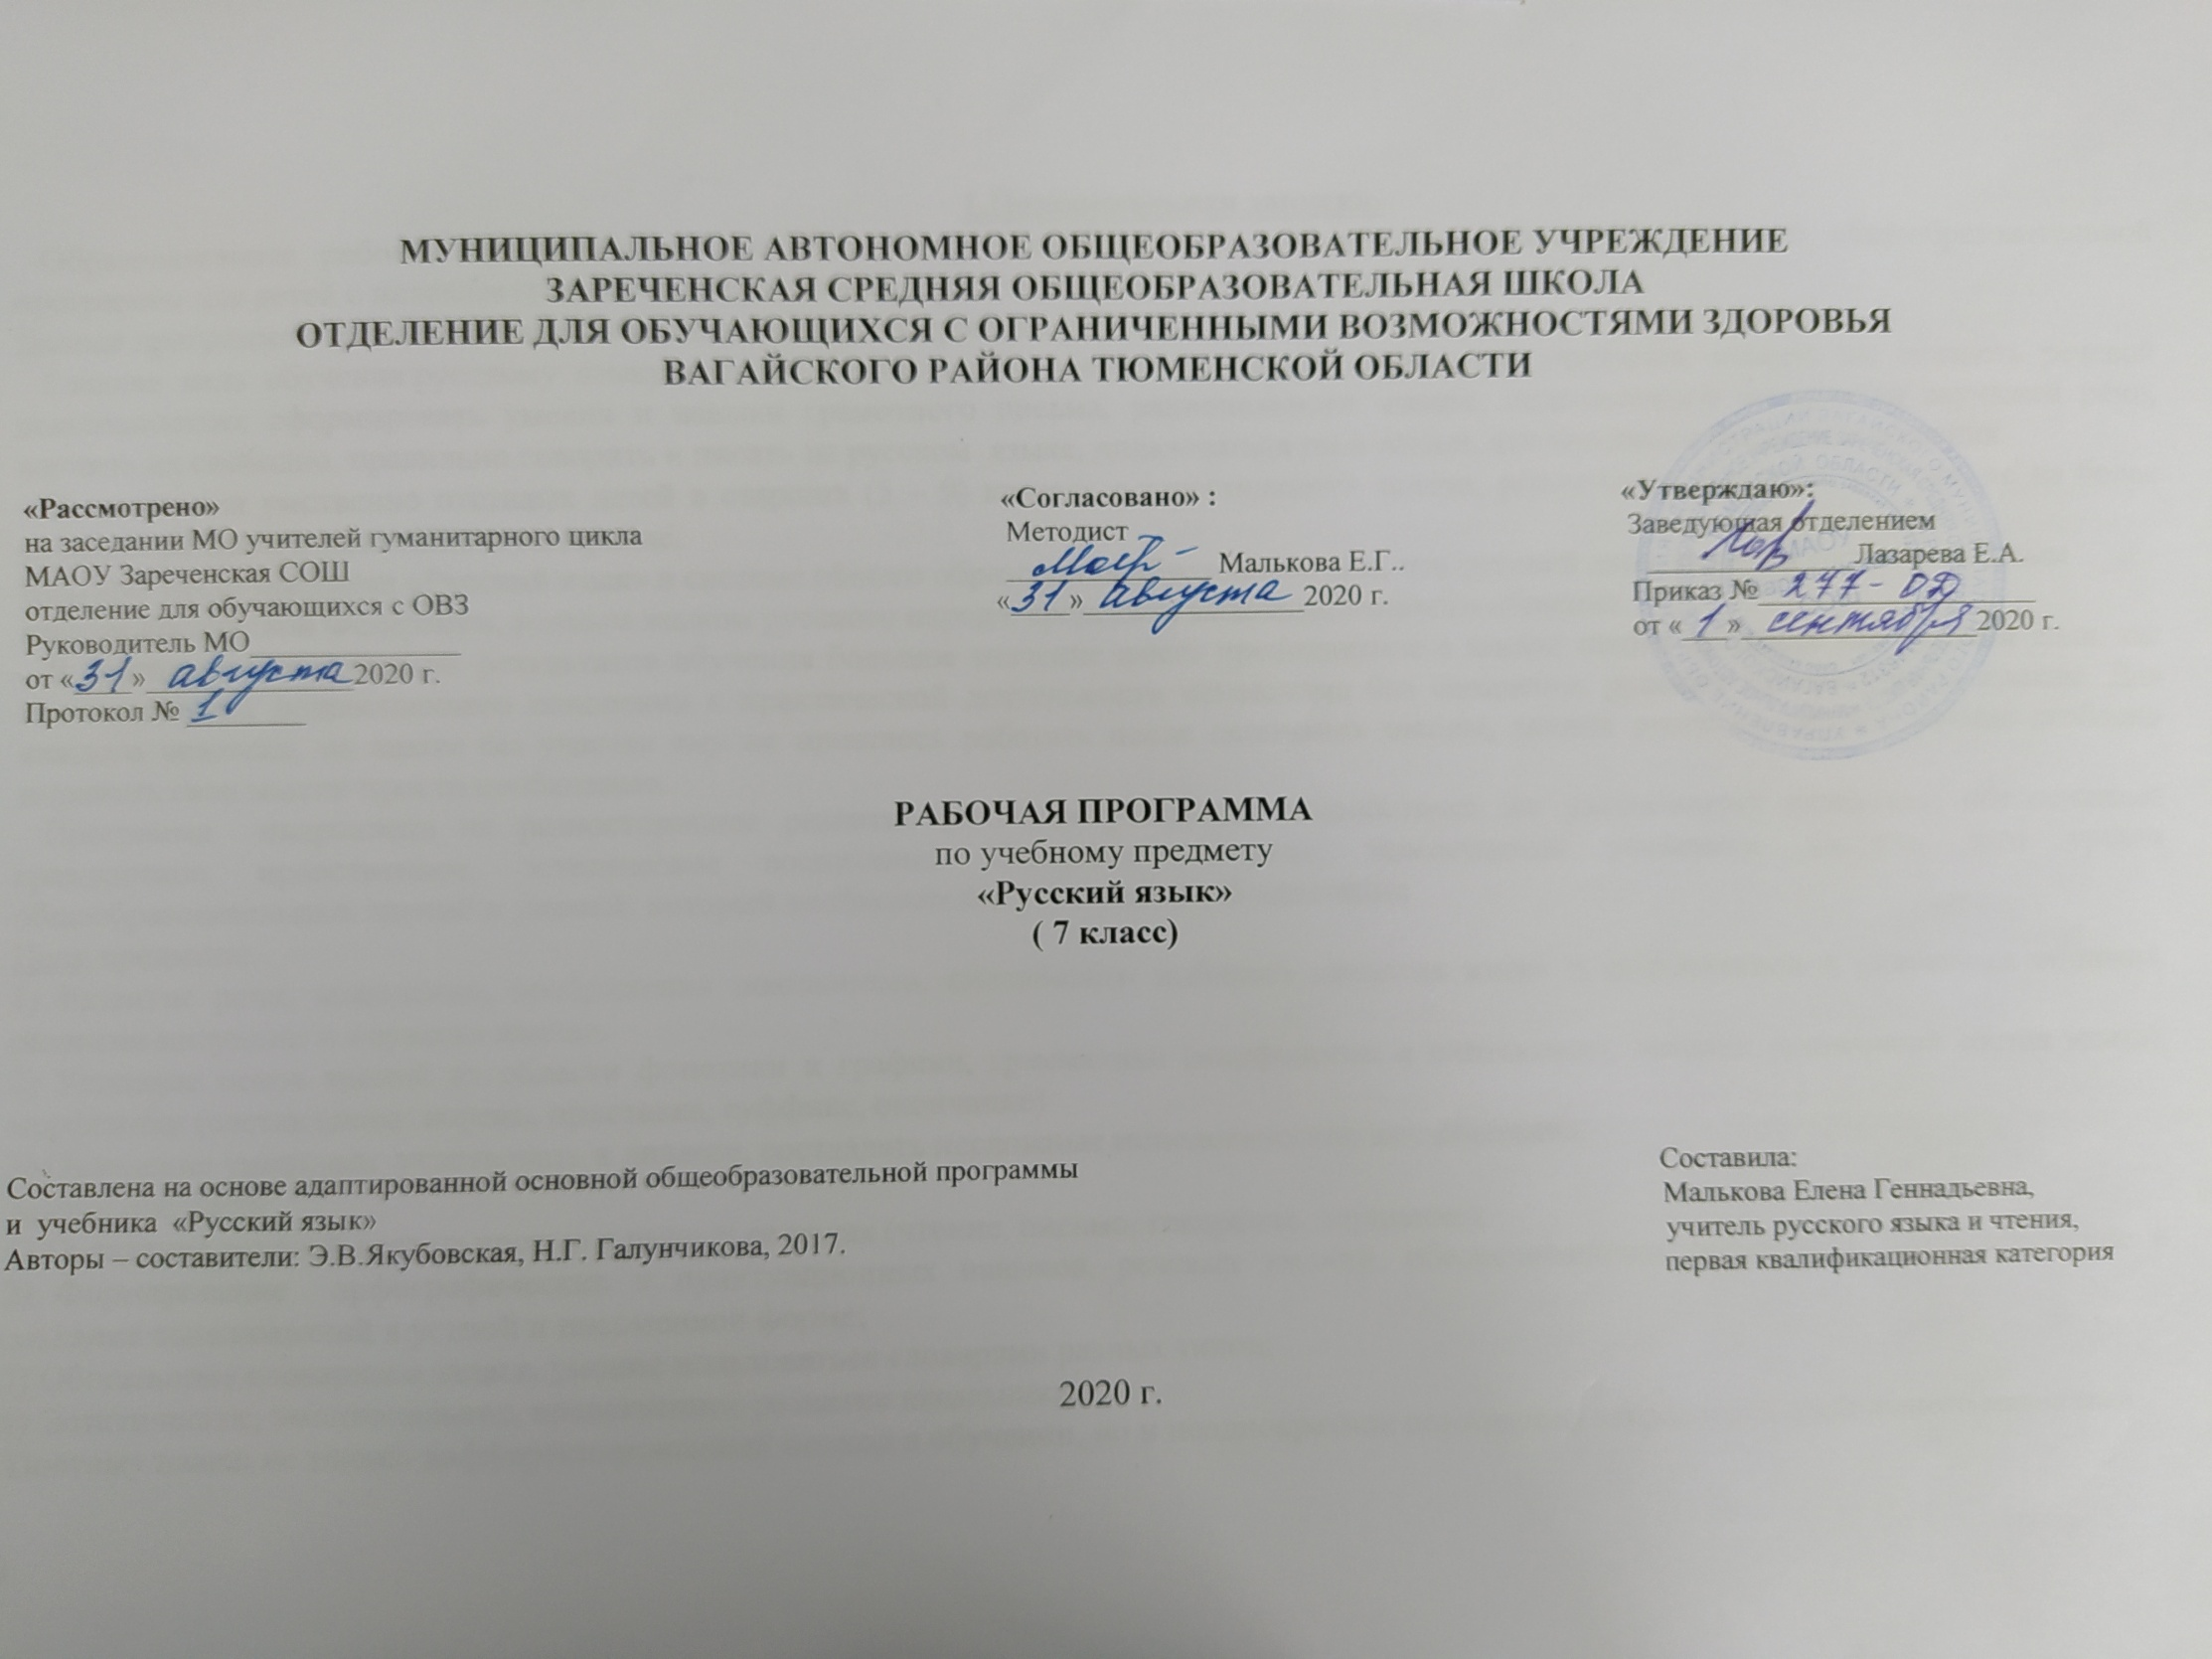 МУНИЦИПАЛЬНОЕ АВТОНОМНОЕ ОБЩЕОБРАЗОВАТЕЛЬНОЕ УЧРЕЖДЕНИЕ
ЗАРЕЧЕНСКАЯ СРЕДНЯЯ ОБЩЕОБРАЗОВАТЕЛЬНАЯ ШКОЛА
ОТДЕЛЕНИЕ ДЛЯ ОБУЧАЮЩИХСЯ С ОГРАНИЧЕННЫМИ ВОЗМОЖНОСТЯМИ ЗДОРОВЬЯ
ВАГАЙСКОГО РАЙОНА ТЮМЕНСКОЙ ОБЛАСТИ
«Рассмотрено»
на заседании МО учителей гуманитарного цикла
МАОУ Зареченская СОШ
отделение для обучающихся с ОВЗ
Руководитель МО_______________
от «31» августа 2020 г.
Протокол № 1
«Согласовано» :
Методист
Малькова Е.Г..
«31» августа 2020 г.
«Утверждаю»:
Заведующая отделением
Лазарева Е.А.
Приказ № 277-ОД
от «1» сентября 2020 г.
РАБОЧАЯ ПРОГРАММА
по учебному предмету
«Русский язык»
( 7 класс)
Составлена на основе адаптированной основной общеобразовательной программы
и учебника «Русский язык»
Авторы – составители: Э.В.Якубовская, Н.Г. Галунчикова, 2017.
Составила:
Малькова Елена Геннадьевна,
учитель русского языка и чтения,
первая квалификационная категория
2020 г.